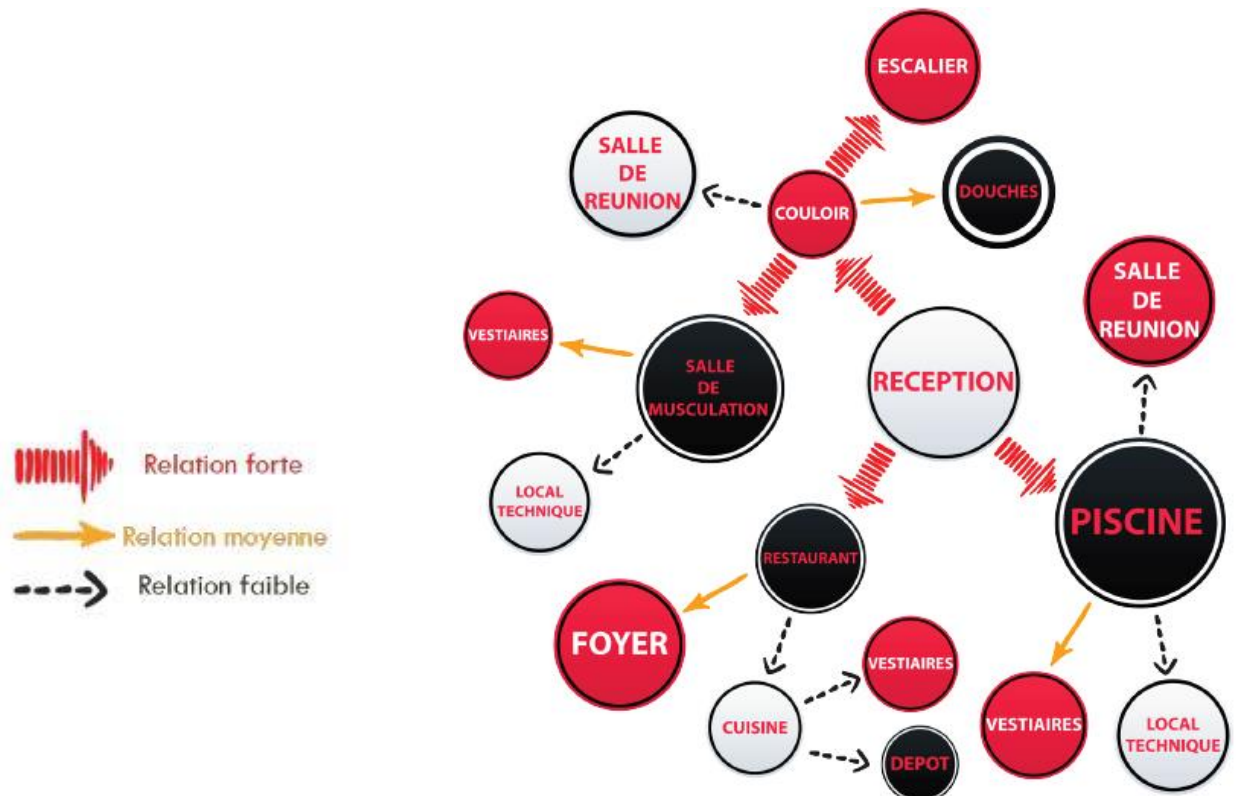 ESCALIER
SALLE
DE
REUNION
DOUCHES
COULOIR
SALLE
DE
REUNION
VESTIAIRES
SALLE
DE
MUSCULATION
RECEPTION
Relation forte
LOCAL
TECHNIQUE
PISCINE
Relation moyenne
RESTAURANT
Relation faible
FOYER
VESTIAIRES
CUISINE
VESTIAIRES
LOCAL
TECHNIQUE
DEPOT